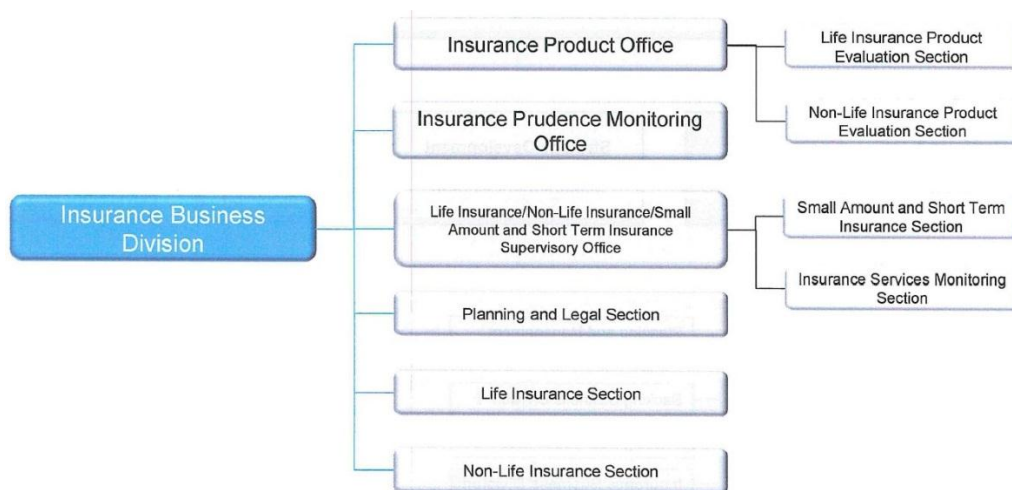 Insurance Business
Division
Insurance Product Office
Life Insurance Product
Evaluation Section
Non-Life Insurance Product
Evaluation Section
Insurance Prudence Monitoring
Office
Life Insurance/Non-Life Insurance/Small
Amount and Short Term Insurance
Supervisory Office
Small Amount and Short Term
Insurance Section
Insurance Services Monitoring
Section
Planning and Legal Section
Life Insurance Section
Non-Life Insurance Section